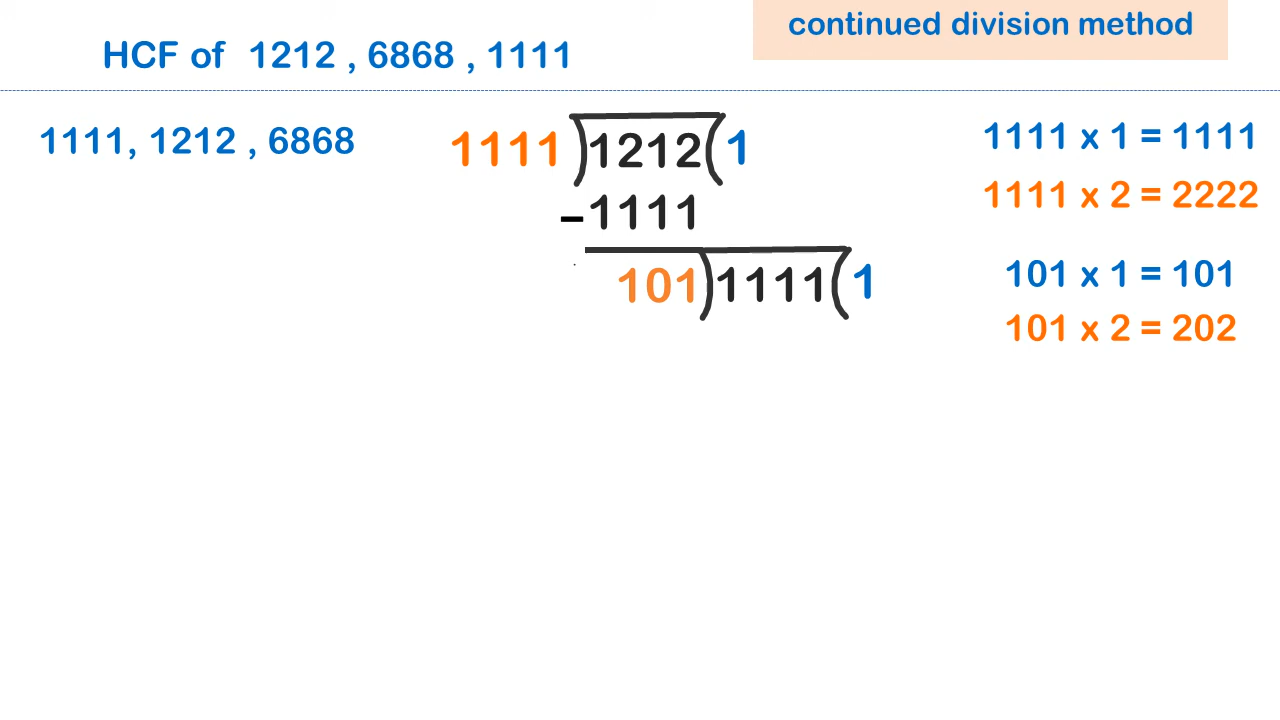 continued division method
HCF of 1212 , 6868 , 1111
1111, 1212 , 6868
1111 ) 1212 ( 1
- 1111
101 ) 1111 ( 1
1111 x 1 = 1111
1111 x 2 = 2222
101 x 1 = 101
101 x 2 = 202